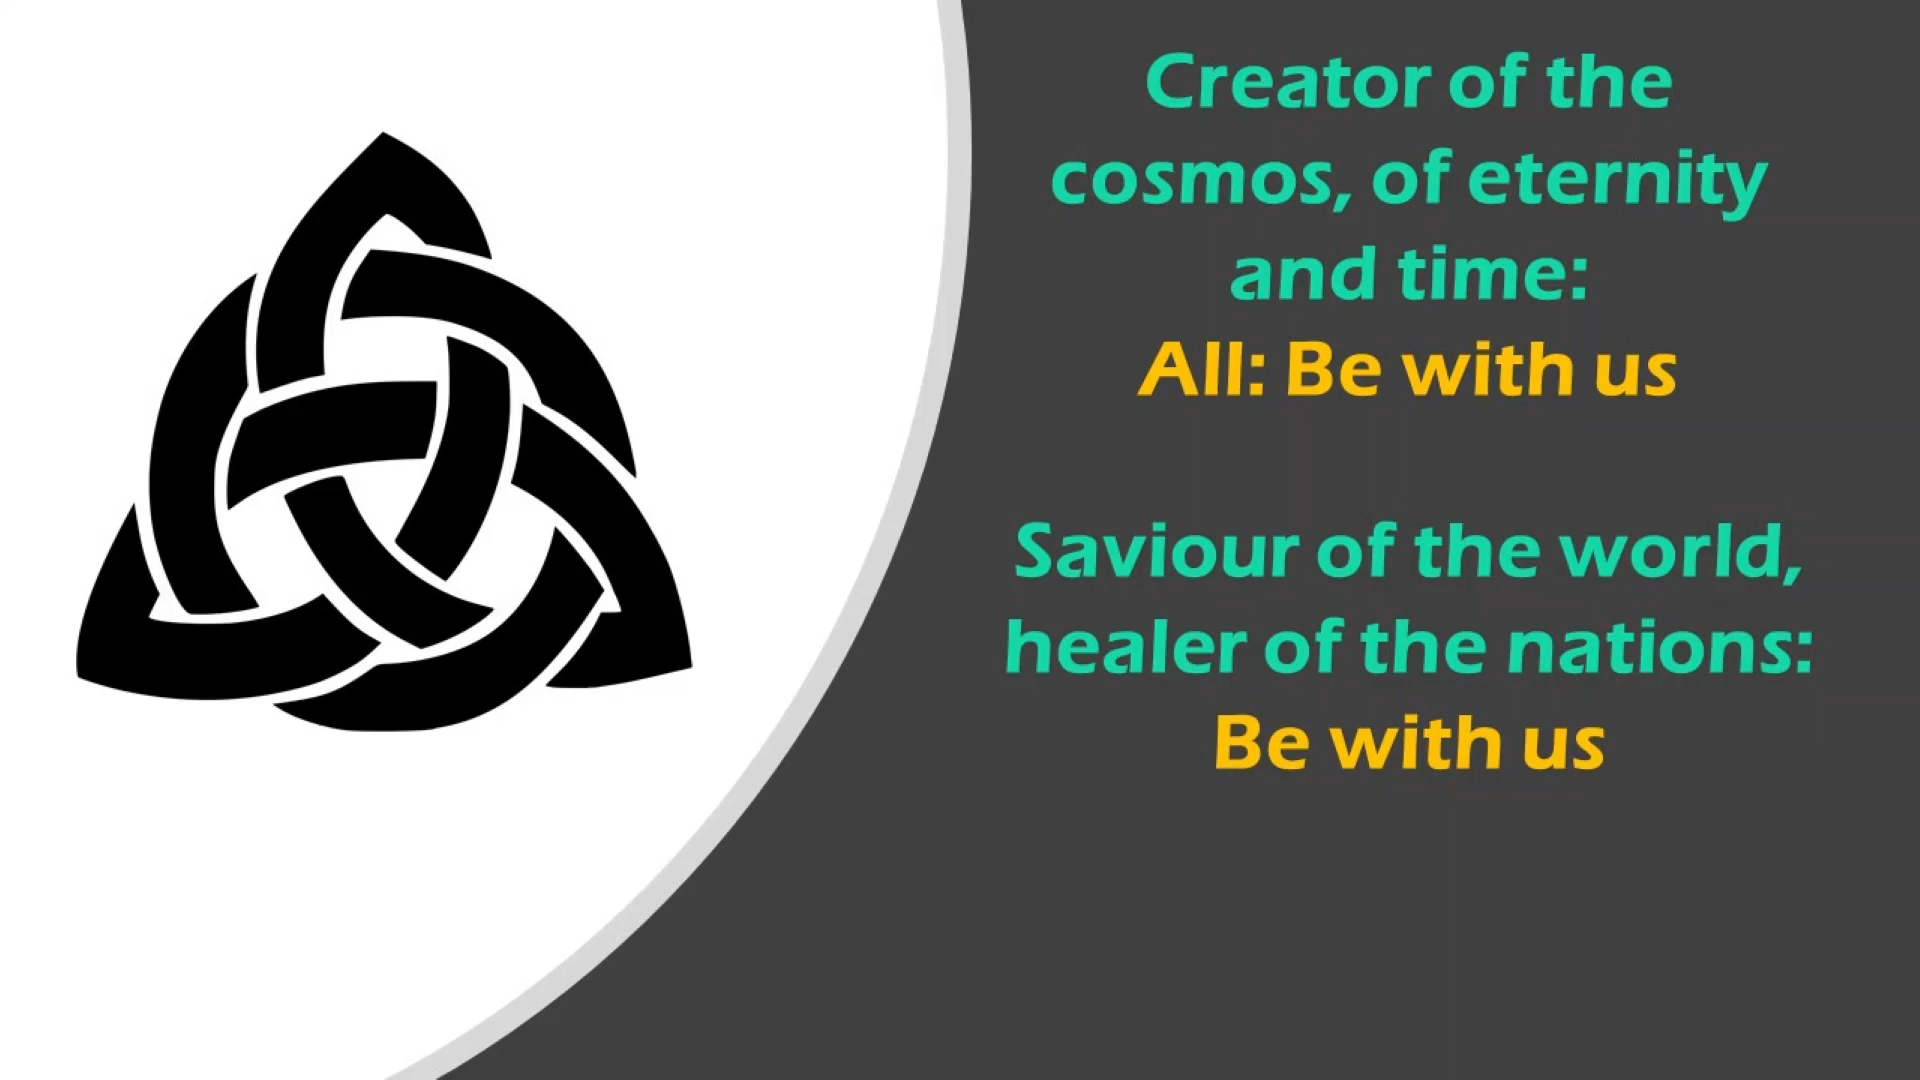 Creator of the
cosmos, of eternity
and time:
All: Be with us
Saviour of the world,
healer of the nations:
Be with us